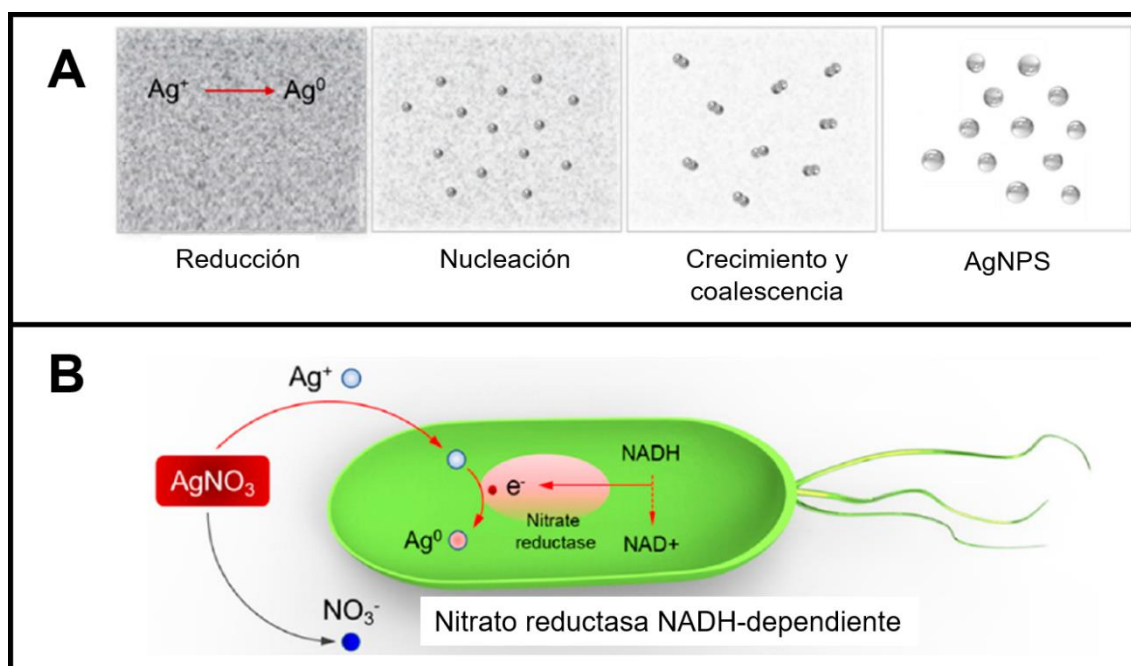 A
Ag⁺ → Ag⁰
Reducción
Nucleación
Crecimiento y
coalescencia
AgNPS
B
Ag⁺
AgNO₃
NO₃⁻
Ag⁰
e⁻
Nitrate
reductase
NADH
NAD+
Nitrato reductasa NADH-dependiente